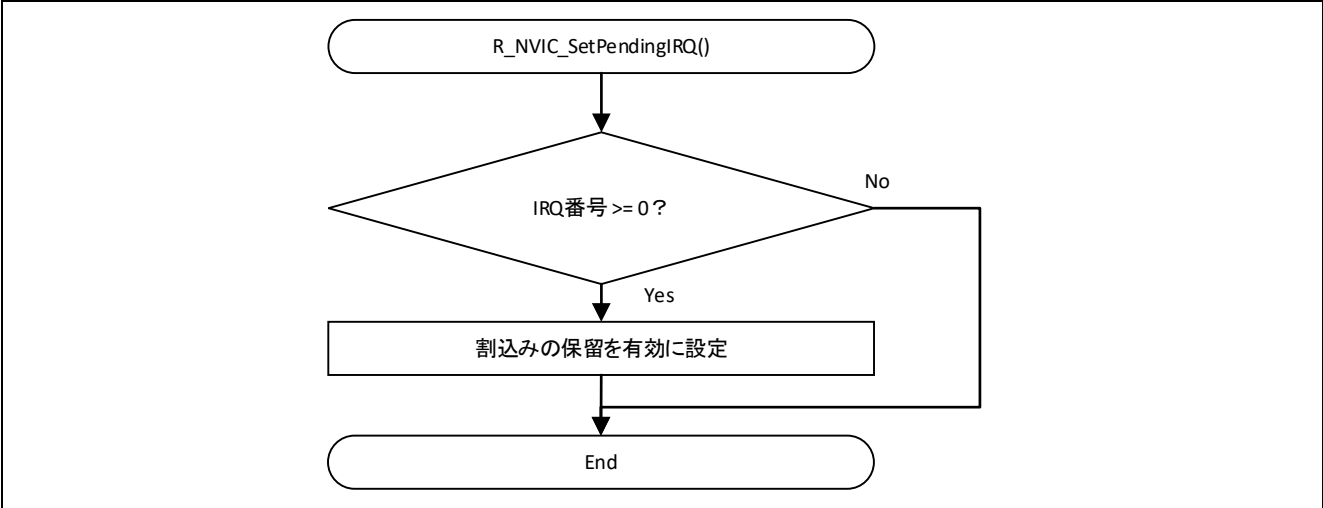 R_NVIC_SetPendingIRQ()
IRQ番号 >= 0？
No
Yes
割込みの保留を有効に設定
End